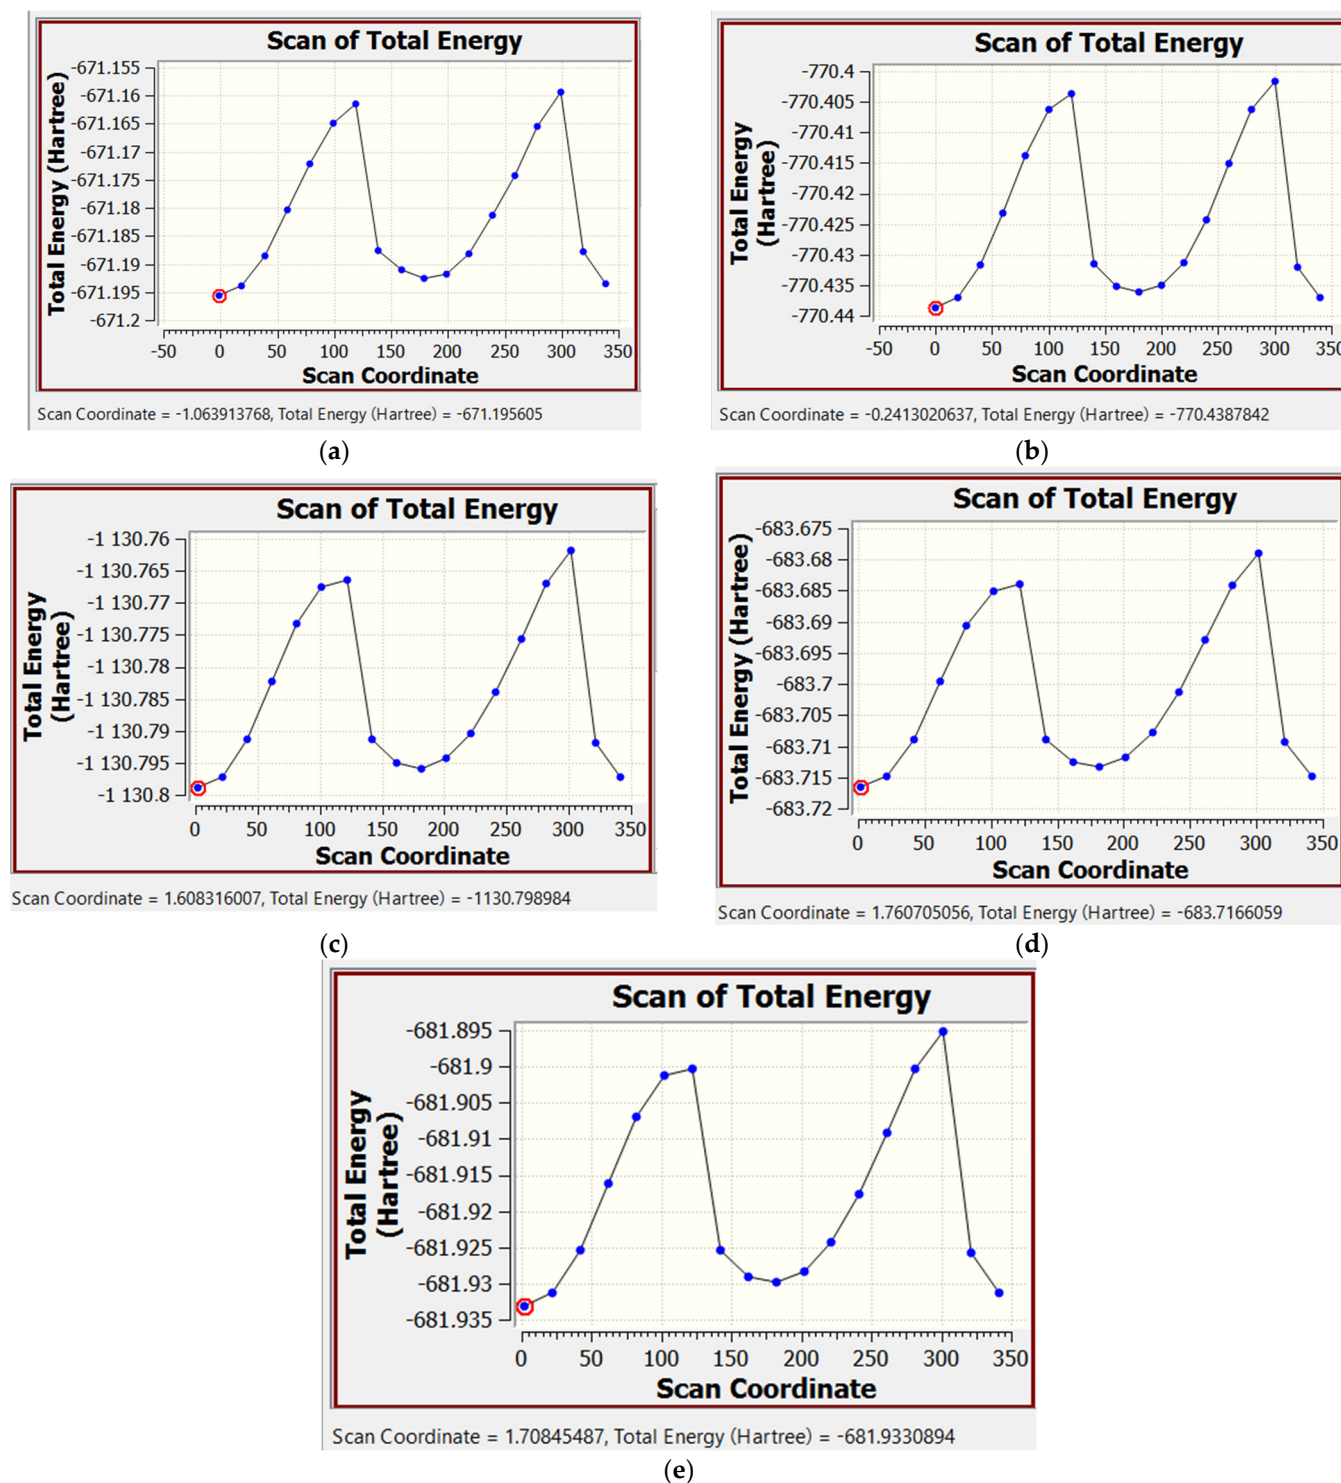 Scan of Total Energy
Total Energy (Hartree)
-671.155
-671.16
-671.165
-671.17
-671.175
-671.18
-671.185
-671.19
-671.195
-671.2
-50 0 50 100 150 200 250 300 350
Scan Coordinate
Scan Coordinate = -1.063913768, Total Energy (Hartree) = -671.195605
(a)
Scan of Total Energy
Total Energy
(Hartree)
-770.4
-770.405
-770.41
-770.415
-770.42
-770.425
-770.43
-770.435
-770.44
-50 0 50 100 150 200 250 300 350
Scan Coordinate
Scan Coordinate = -0.2413020637, Total Energy (Hartree) = -770.4387842
(b)
Scan of Total Energy
Total Energy
(Hartree)
-1 130.76
-1 130.765
-1 130.77
-1 130.775
-1 130.78
-1 130.785
-1 130.79
-1 130.795
-1 130.8
0 50 100 150 200 250 300 350
Scan Coordinate
Scan Coordinate = 1.608316007, Total Energy (Hartree) = -1130.798984
(c)
Scan of Total Energy
Total Energy (Hartree)
-683.675
-683.68
-683.685
-683.69
-683.695
-683.7
-683.705
-683.71
-683.715
-683.72
0 50 100 150 200 250 300 350
Scan Coordinate
Scan Coordinate = 1.760705056, Total Energy (Hartree) = -683.7166059
(d)
Scan of Total Energy
Total Energy
(Hartree)
-681.895
-681.9
-681.905
-681.91
-681.915
-681.92
-681.925
-681.93
-681.935
0 50 100 150 200 250 300 350
Scan Coordinate
Scan Coordinate = 1.70845487, Total Energy (Hartree) = -681.9330894
(e)